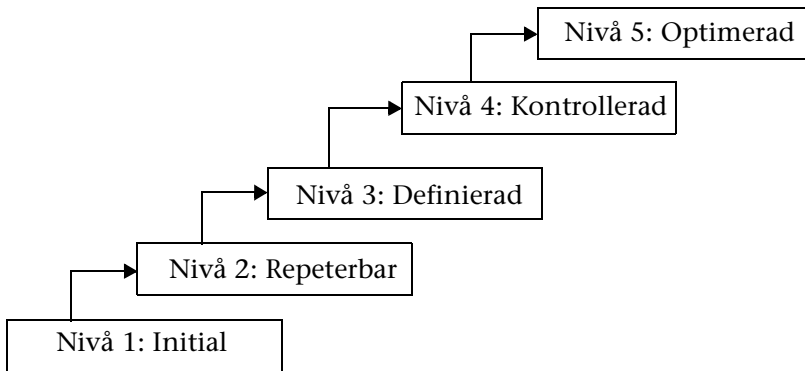 Nivå 5: Optimerad
Nivå 4: Kontrollerad
Nivå 3: Definierad
Nivå 2: Repeterbar
Nivå 1: Initial